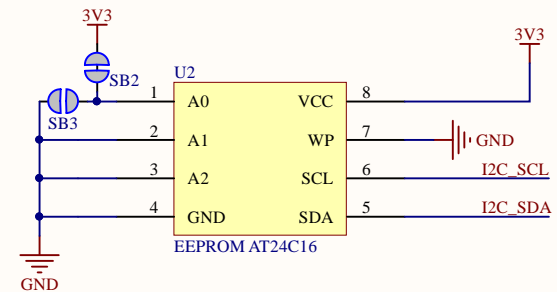 3V3
SB2
SB3
U2
3V3
1 A0 VCC 8
2 A1 WP 7 GND
3 A2 SCL 6 I2C_SCL
4 GND SDA 5 I2C_SDA
EEPROM AT24C16
GND